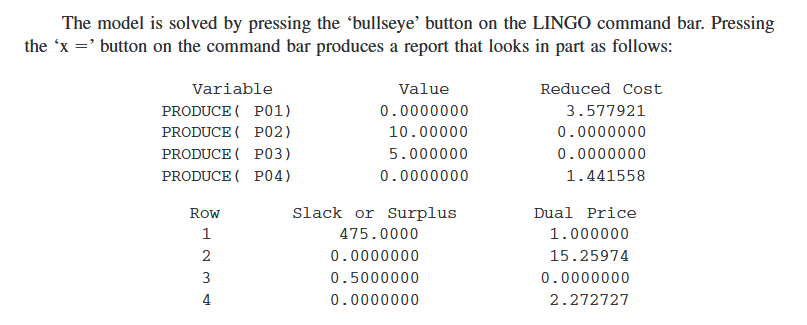 The model is solved by pressing the ‘bullseye’ button on the LINGO command bar. Pressing
the ‘x =’ button on the command bar produces a report that looks in part as follows:
Variable Value Reduced Cost
PRODUCE( P01) 0.0000000 3.577921
PRODUCE( P02) 10.00000 0.0000000
PRODUCE( P03) 5.000000 0.0000000
PRODUCE( P04) 0.0000000 1.441558
Row Slack or Surplus Dual Price
1 475.0000 1.000000
2 0.0000000 15.25974
3 0.5000000 0.0000000
4 0.0000000 2.272727